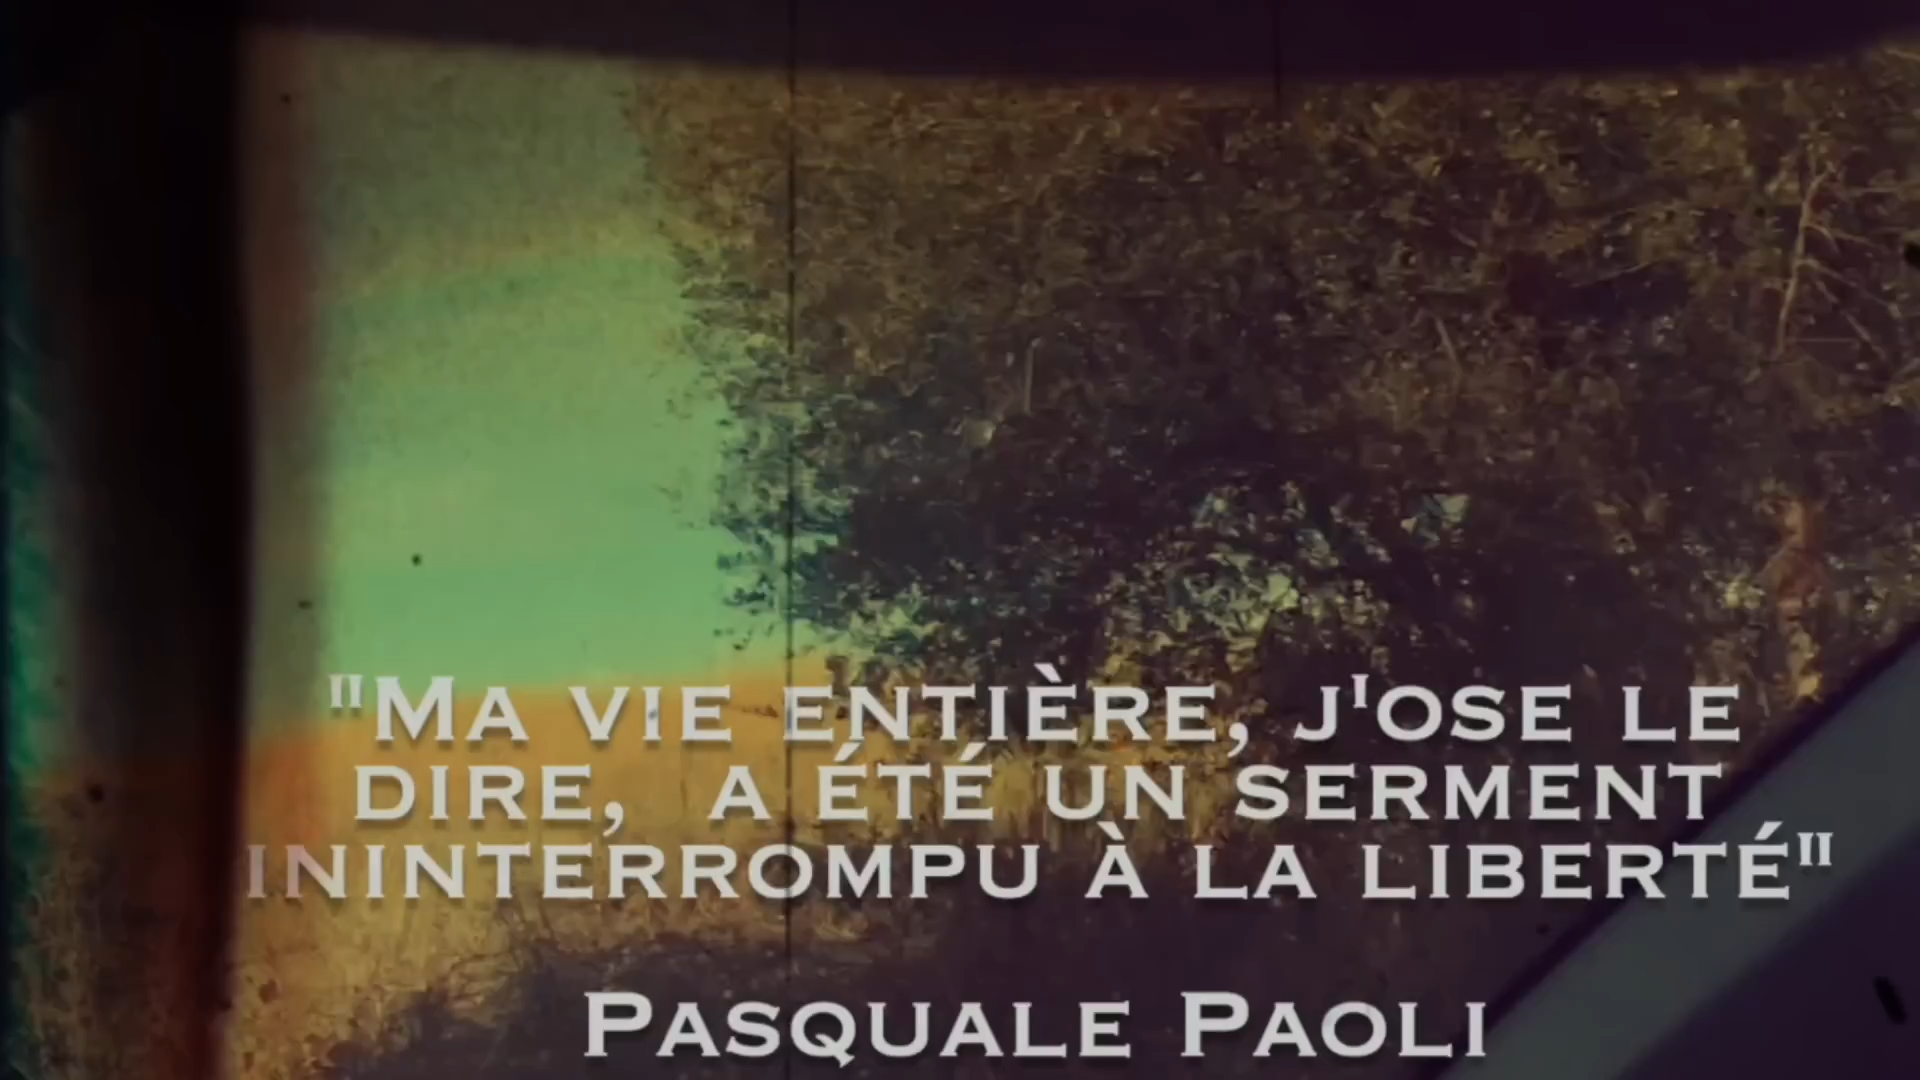 "Ma vie entière, j'ose le
dire, a été un serment
ininterrompu à la liberté"
Pasquale Paoli